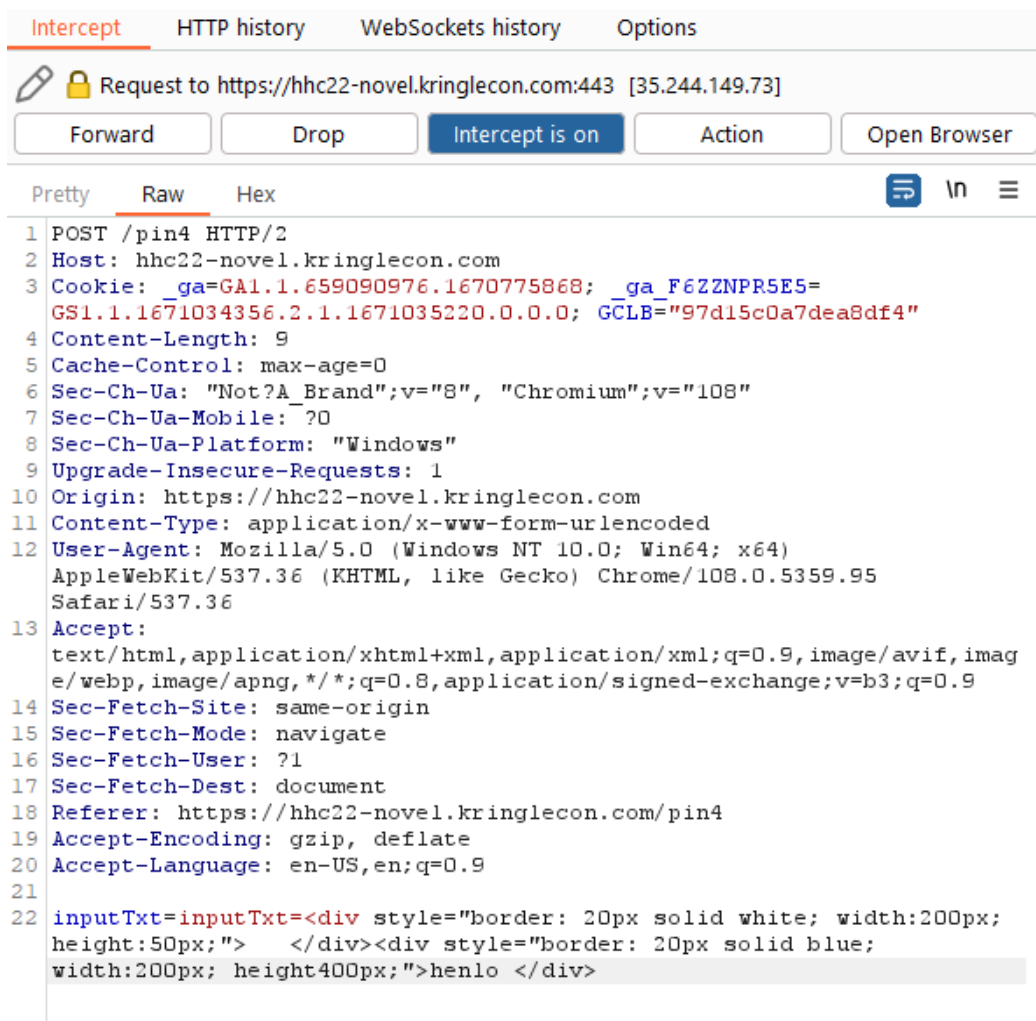 Intercept HTTP history WebSockets history Options
Request to https://hhc22-novel.kringlecon.com:443 [35.244.149.73]
Forward Drop Intercept is on Action Open Browser
Pretty Raw Hex \n
1 POST /pin4 HTTP/2
2 Host: hhc22-novel.kringlecon.com
3 Cookie: _ga=GA1.1.659090976.1670775868; _ga_F6ZZNPR5E5=
GS1.1.1671034356.2.1.1671035220.0.0.0; GCLB="97d15c0a7dea8df4"
4 Content-Length: 9
5 Cache-Control: max-age=0
6 Sec-Ch-Ua: "Not?A_Brand";v="8", "Chromium";v="108"
7 Sec-Ch-Ua-Mobile: ?0
8 Sec-Ch-Ua-Platform: "Windows"
9 Upgrade-Insecure-Requests: 1
10 Origin: https://hhc22-novel.kringlecon.com
11 Content-Type: application/x-www-form-urlencoded
12 User-Agent: Mozilla/5.0 (Windows NT 10.0; Win64; x64)
AppleWebKit/537.36 (KHTML, like Gecko) Chrome/108.0.5359.95
Safari/537.36
13 Accept:
text/html,application/xhtml+xml,application/xml;q=0.9,image/avif,imag
e/webp,image/apng,*/*;q=0.8,application/signed-exchange;v=b3;q=0.9
14 Sec-Fetch-Site: same-origin
15 Sec-Fetch-Mode: navigate
16 Sec-Fetch-User: ?1
17 Sec-Fetch-Dest: document
18 Referer: https://hhc22-novel.kringlecon.com/pin4
19 Accept-Encoding: gzip, deflate
20 Accept-Language: en-US,en;q=0.9
21
22 inputTxt=inputTxt=<div style="border: 20px solid white; width:200px;
height:50px;">   </div><div style="border: 20px solid blue;
width:200px; height400px;">henlo </div>